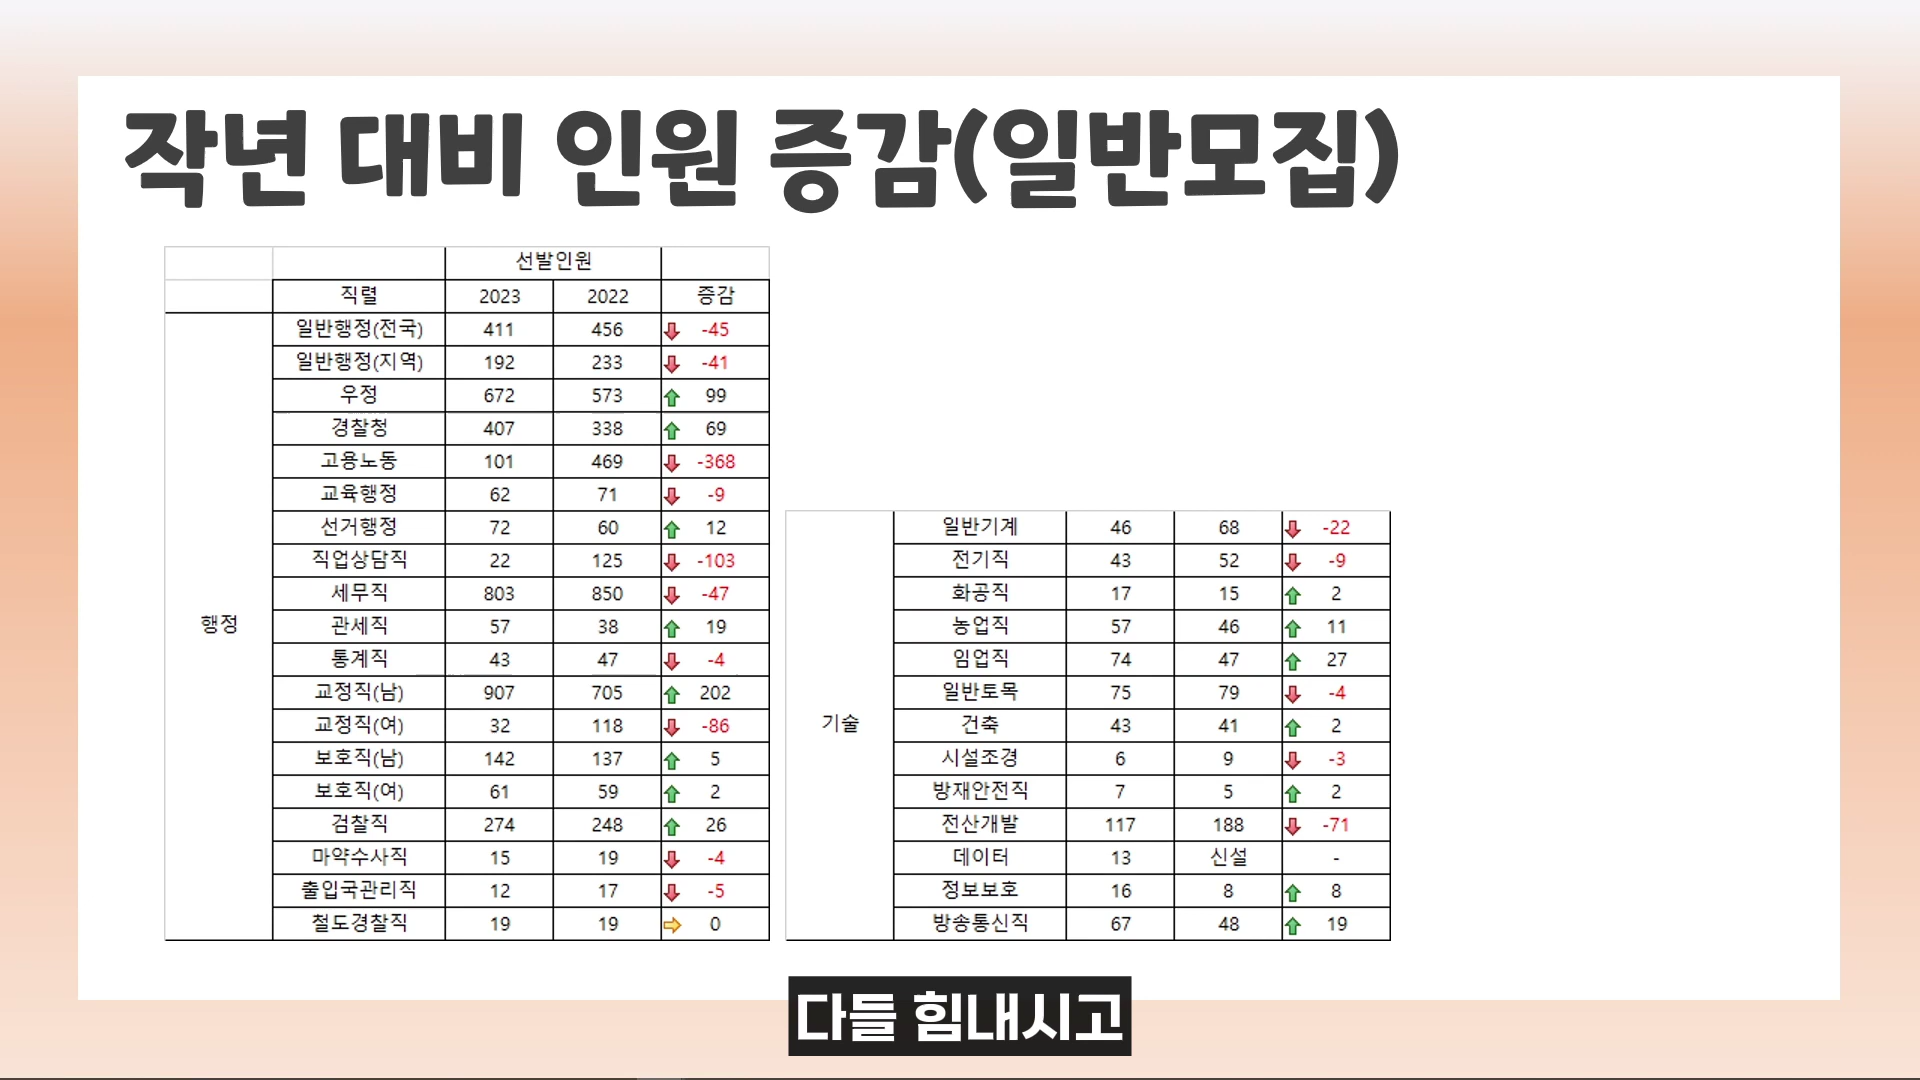 작년 대비 인원 증감(일반모집)
선발인원
직렬 2023 2022 증감
행정
일반행정(전국) 411 456 -45
일반행정(지역) 192 233 -41
우정 672 573 99
경찰청 407 338 69
고용노동 101 469 -368
교육행정 62 71 -9
선거행정 72 60 12
직업상담직 22 125 -103
세무직 803 850 -47
관세직 57 38 19
통계직 43 47 -4
교정직(남) 907 705 202
교정직(여) 32 118 -86
보호직(남) 142 137 5
보호직(여) 61 59 2
검찰직 274 248 26
마약수사직 15 19 -4
출입국관리직 12 17 -5
철도경찰직 19 19 0
기술
일반기계 46 68 -22
전기직 43 52 -9
화공직 17 15 2
농업직 57 46 11
임업직 74 47 27
일반토목 75 79 -4
건축 43 41 2
시설조경 6 9 -3
방재안전직 7 5 2
전산개발 117 188 -71
데이터 13 신설 -
정보보호 16 8 8
방송통신직 67 48 19
다들 힘내시고